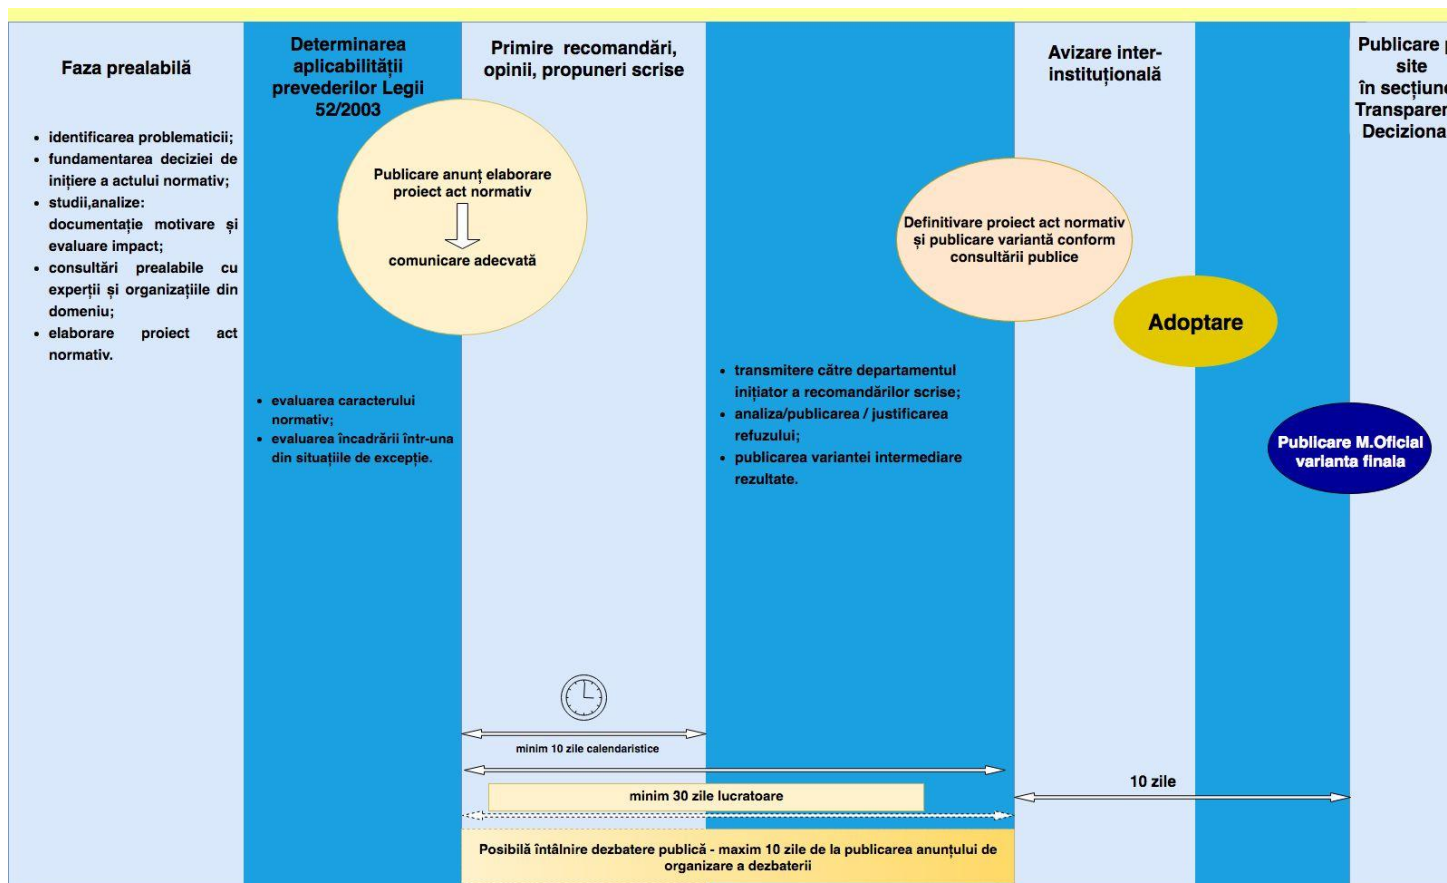 Faza prealabilă
• identificarea problematicii;
• fundamentarea deciziei de
inițiere a actului normativ;
• studii,analize:
documentație motivare și
evaluare impact;
• consultări prealabile cu
experții și organizațiile din
domeniu;
• elaborare proiect act
normativ.
Determinarea
aplicabilității
prevederilor Legii
52/2003
• evaluarea caracterului
normativ;
• evaluarea încadrării într-una
din situațiile de excepție.
Primire recomandări,
opinii, propuneri scrise
Publicare anunț elaborare
proiect act normativ
comunicare adecvată
• transmitere către departamentul
inițiator a recomandărilor scrise;
• analiza/publicarea / justificarea
refuzului;
• publicarea variantei intermediare
rezultate.
Avizare inter-
instituțională
Definitivare proiect act normativ
și publicare variantă conform
consultării publice
Adoptare
Publicare p
site
în secțiune
Transparen
Deciziona
Publicare M.Oficial
varianta finala
minim 10 zile calendaristice
minim 30 zile lucratoare
10 zile
Posibilă întâlnire dezbatere publică - maxim 10 zile de la publicarea anunțului de
organizare a dezbaterii